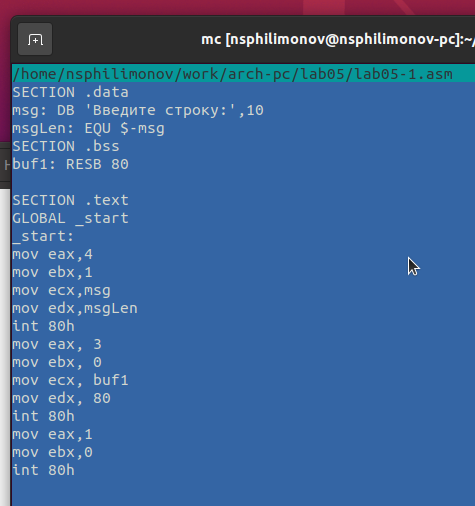 mc [nsphilimonov@nsphilimonov-pc]:~/
/home/nsphilimonov/work/arch-pc/lab05/lab05-1.asm
SECTION .data
msg: DB 'Введите строку:',10
msgLen: EQU $-msg
SECTION .bss
buf1: RESB 80
SECTION .text
GLOBAL _start
_start:
mov eax,4
mov ebx,1
mov ecx,msg
mov edx,msgLen
int 80h
mov eax, 3
mov ebx, 0
mov ecx, buf1
mov edx, 80
int 80h
mov eax,1
mov ebx,0
int 80h